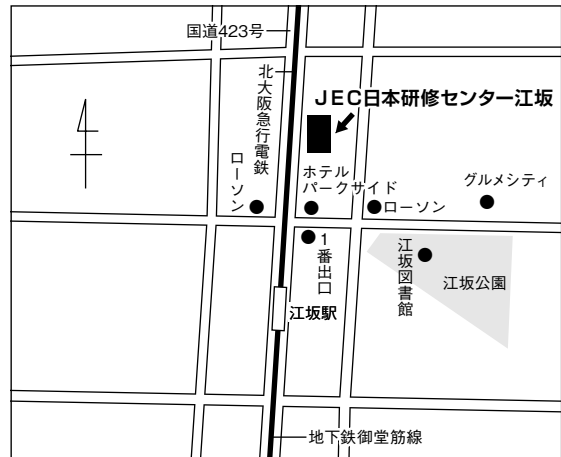 国道423号
北大阪急行電鉄
JEC日本研修センター江坂
ローソン
ホテル
パークサイド
ローソン
グルメシティ
1番出口
江坂図書館
江坂公園
江坂駅
地下鉄御堂筋線